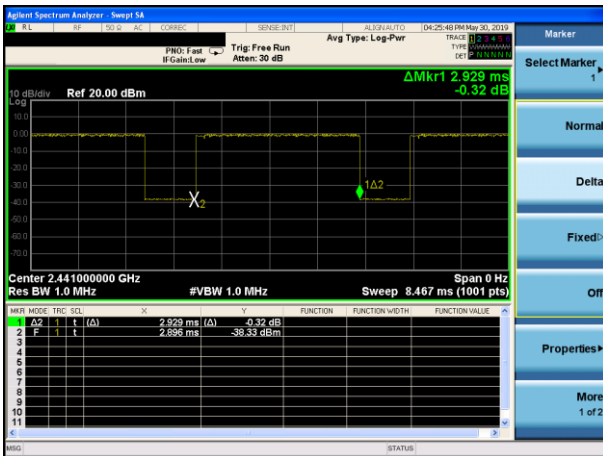 Agilent Spectrum Analyzer - Swept SA
RL RF 50 Ω AC CORREC SENSE:INT ALIGNAUTO 04:25:48 PM May 30, 2019
Avg Type: Log-Pwr
TRACE 1 2 3 4 5 6
TYPE WWWWWW
DET P N N N N N
PNO: Fast
IFGain:Low
Trig: Free Run
Atten: 30 dB
ΔMkr1 2.929 ms
-0.32 dB
10 dB/div Ref 20.00 dBm
Log
10.0
0.00
-10.0
-20.0
-30.0
-40.0
-50.0
-60.0
-70.0
X2
1Δ2
Center 2.441000000 GHz Span 0 Hz
Res BW 1.0 MHz #VBW 1.0 MHz Sweep 8.467 ms (1001 pts)
MKR MODE TRC SCL X Y FUNCTION FUNCTION WIDTH FUNCTION VALUE
1 Δ2 1 t (Δ) 2.929 ms (Δ) -0.32 dB
2 F 1 t 2.896 ms -38.33 dBm
3
4
5
6
7
8
9
10
11
MSG STATUS
Marker
Select Marker
1
Normal
Delta
Fixed
Off
Properties
More
1 of 2